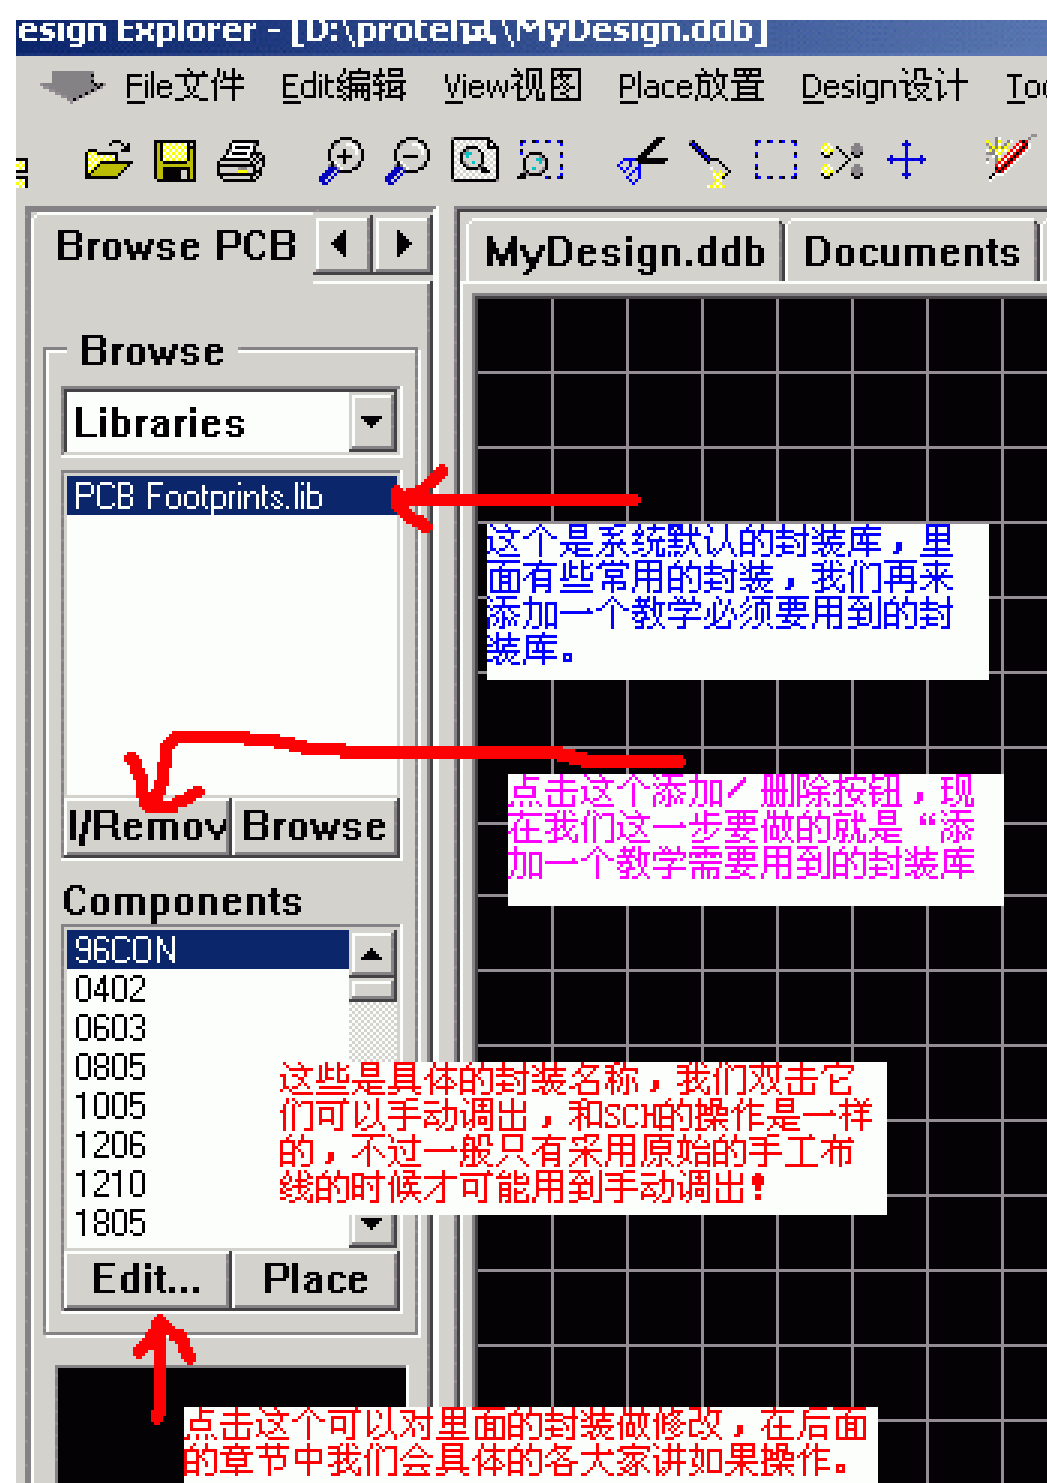 esign Explorer - [D:\protel\MyDesign.ddb]
File文件 Edit编辑 View视图 Place放置 Design设计 Too
Browse PCB
MyDesign.ddb Documents
Browse
Libraries
PCB Footprints.lib
这个是系统默认的封装库，里
面有些常用的封装，我们再来
添加一个教学必须要用到的封
装库。
点击这个添加/删除按钮，现
在我们这一步要做的就是“添
加一个教学需要用到的封装库
l/Remov Browse
Components
96CON
0402
0603
0805
1005
1206
1210
1805
这些是具体的封装名称，我们双击它
们可以手动调出，和SCH的操作是一样
的，不过一般只有采用原始的手工布
线的时候才可能用到手动调出！
Edit... Place
点击这个可以对里面的封装做修改，在后面
的章节中我们会具体的各大家讲如果操作。